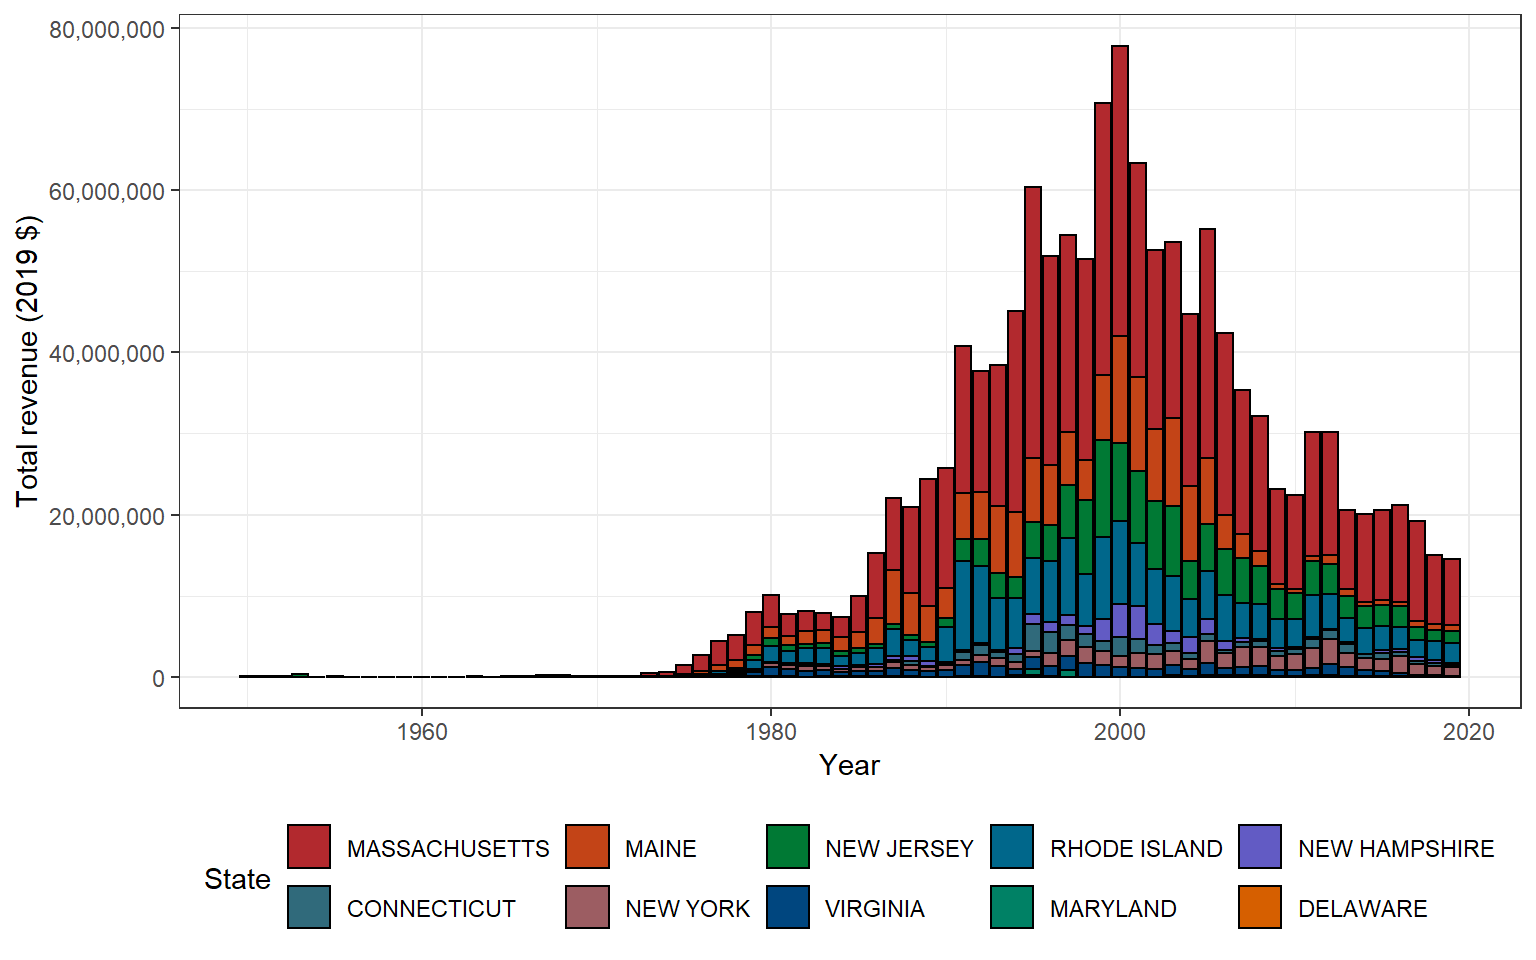 80,000,000
60,000,000
40,000,000
20,000,000
0
Total revenue (2019 $)
1960 1980 2000 2020
Year
State
MASSACHUSETTS MAINE NEW JERSEY RHODE ISLAND NEW HAMPSHIRE
CONNECTICUT NEW YORK VIRGINIA MARYLAND DELAWARE